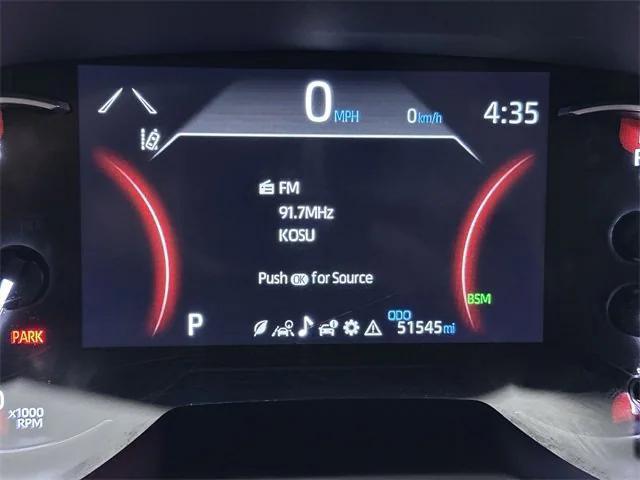 0 MPH 0 km/h 4:35
FM
91.7MHz
KOSU
Push OK for Source
BSM
P
ODO
51545 mi
PARK
x1000
RPM